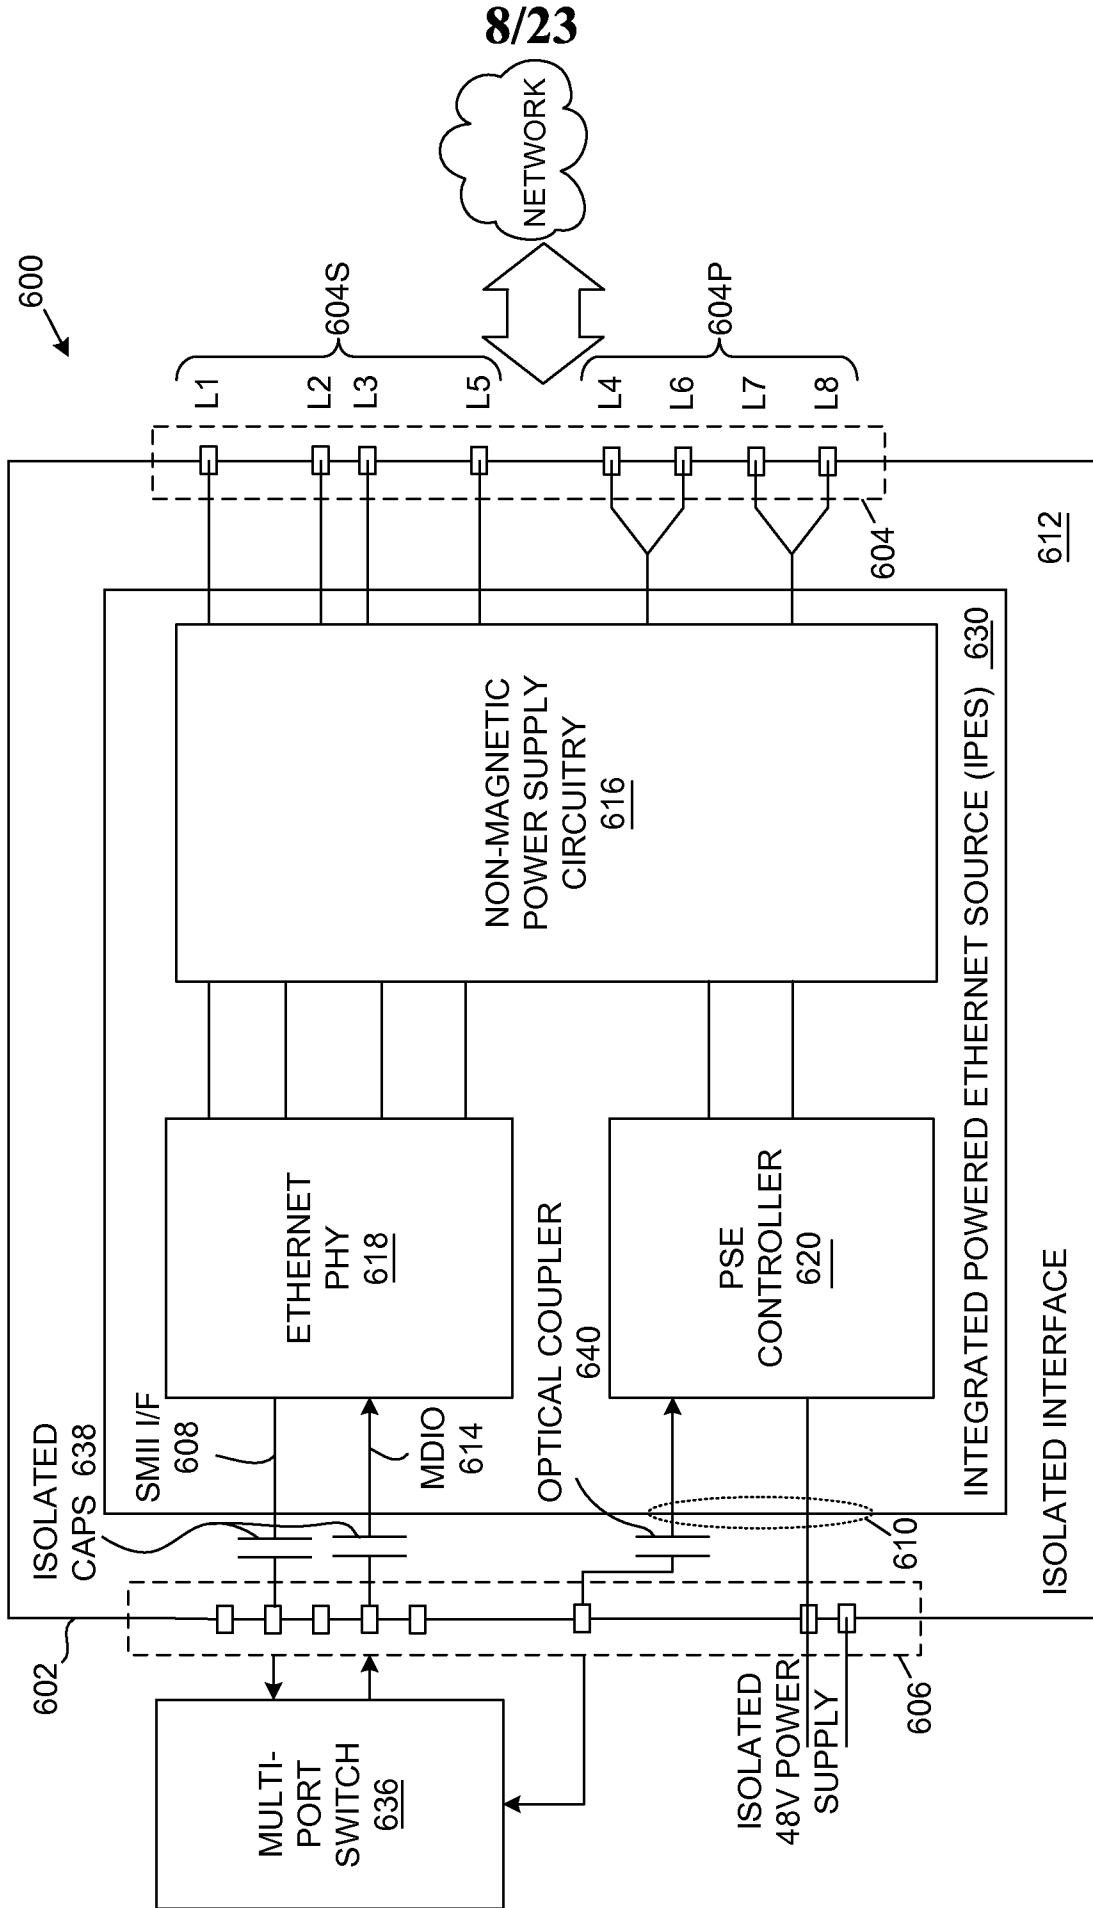 8/23
NETWORK
600
604S
604P
L1
L2
L3
L5
L4
L6
L7
L8
604
612
NON-MAGNETIC
POWER SUPPLY
CIRCUITRY
616
INTEGRATED POWERED ETHERNET SOURCE (IPES) 630
ETHERNET
PHY
618
PSE
CONTROLLER
620
OPTICAL COUPLER
640
SMII I/F
608
MDIO
614
ISOLATED
CAPS 638
610
ISOLATED INTERFACE
602
606
MULTI-
PORT
SWITCH
636
ISOLATED
48V POWER
SUPPLY